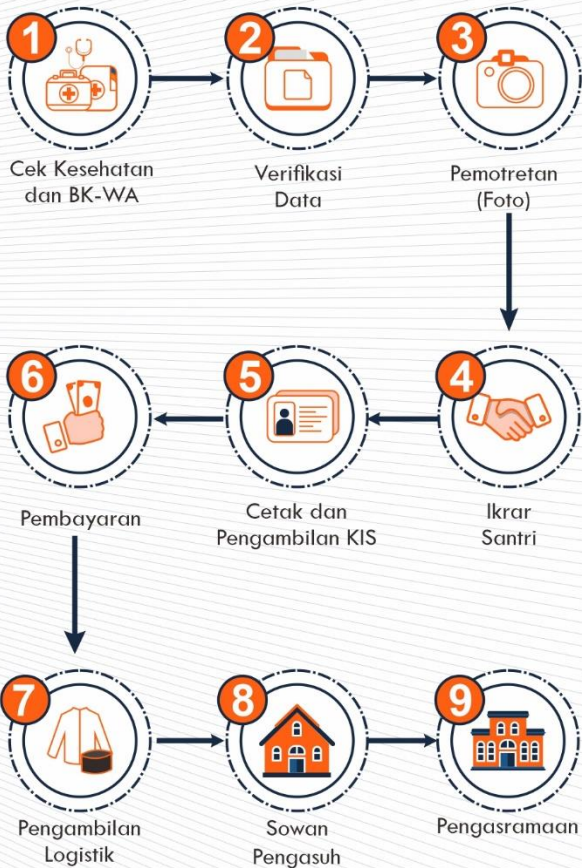 1
Cek Kesehatan
dan BK-WA
2
Verifikasi
Data
3
Pemotretan
(Foto)
4
Ikrar
Santri
5
Cetak dan
Pengambilan KIS
6
Pembayaran
7
Pengambilan
Logistik
8
Sowan
Pengasuh
9
Pengasramaan